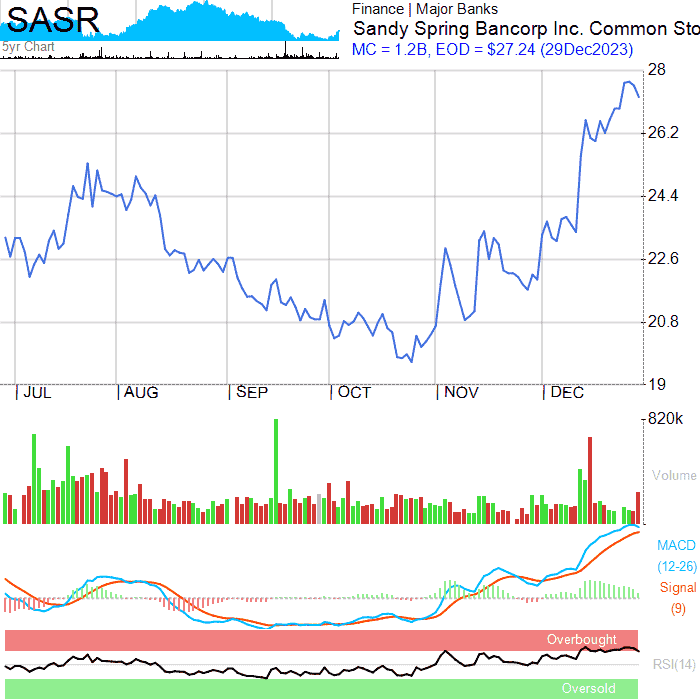 SASR
5yr Chart
Finance | Major Banks
Sandy Spring Bancorp Inc. Common Sto
MC = 1.2B, EOD = $27.24 (29Dec2023)
28
26.2
24.4
22.6
20.8
19
JUL
AUG
SEP
OCT
NOV
DEC
820k
Volume
MACD
(12-26)
Signal
(9)
Overbought
RSI(14)
Oversold